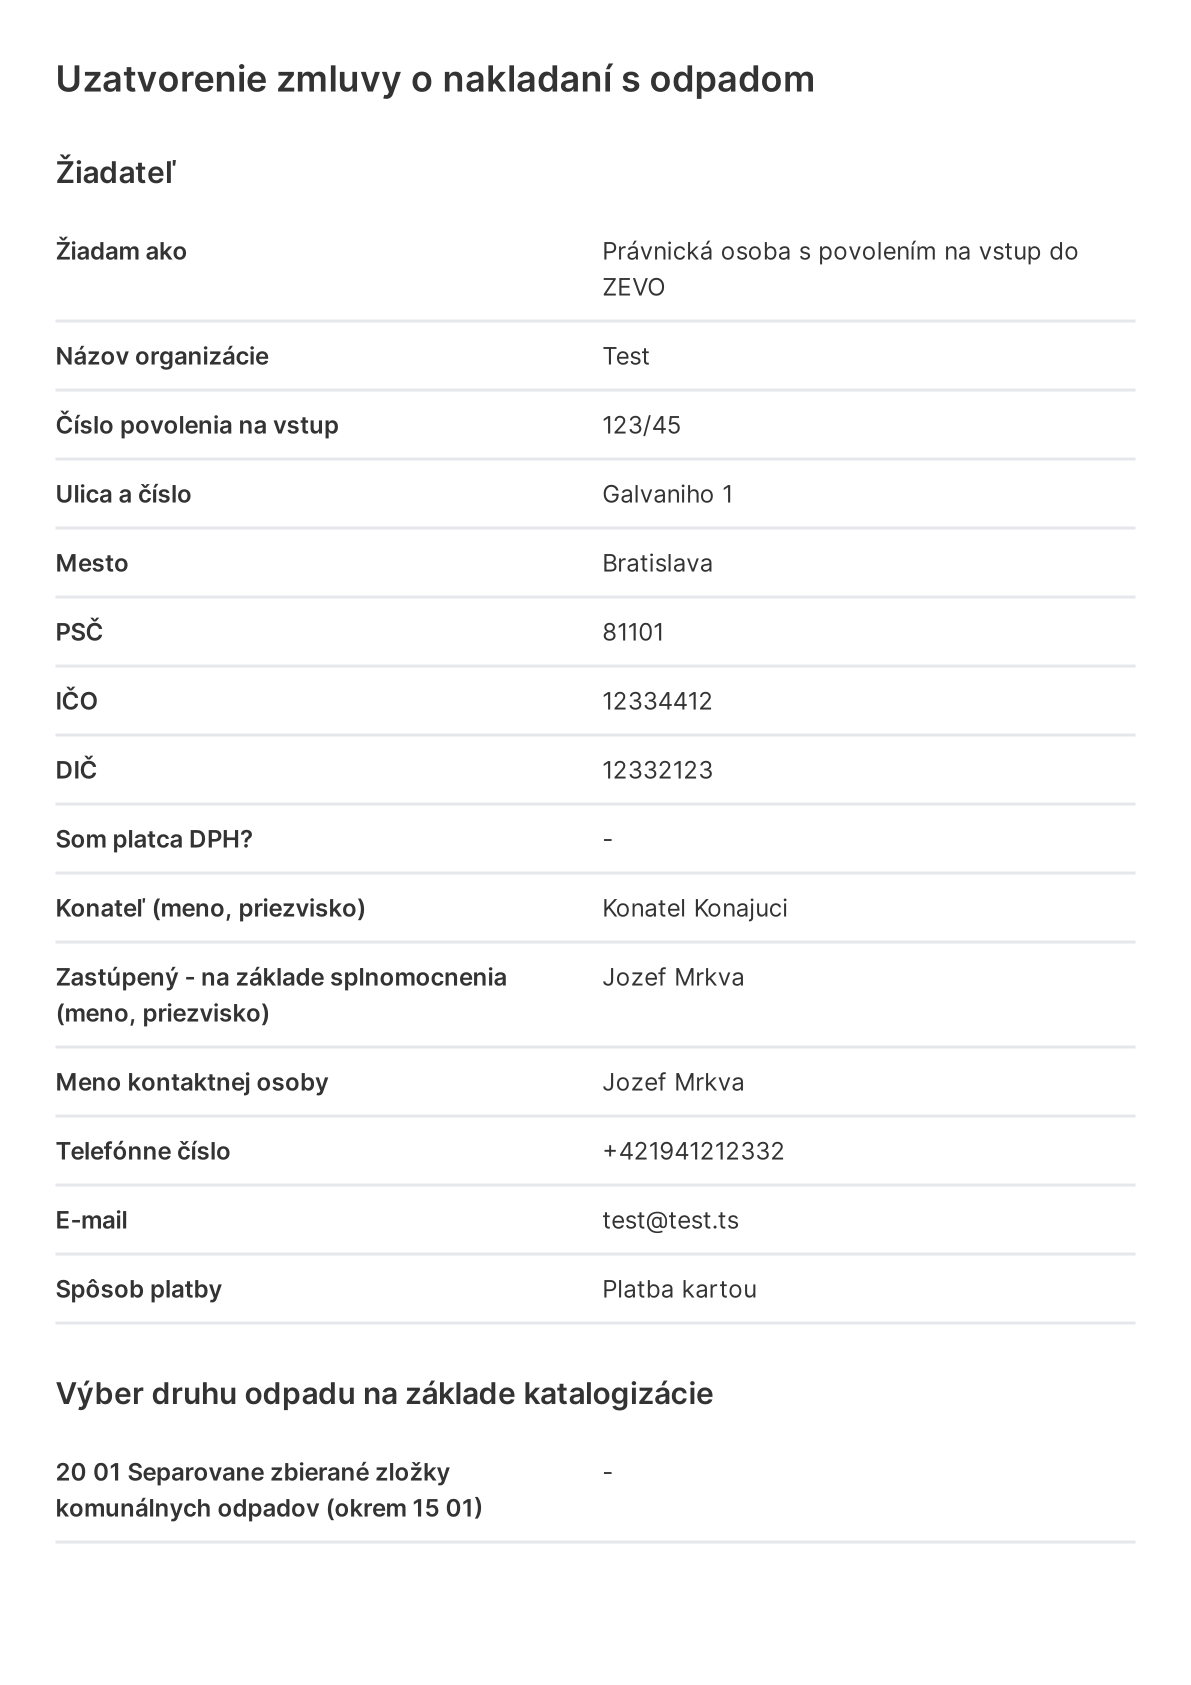 Uzatvorenie zmluvy o nakladaní s odpadom
Žiadateľ
Žiadam ako
Právnická osoba s povolením na vstup do
ZEVO
Názov organizácie
Test
Číslo povolenia na vstup
123/45
Ulica a číslo
Galvaniho 1
Mesto
Bratislava
PSČ
81101
IČO
12334412
DIČ
12332123
Som platca DPH?
-
Konateľ (meno, priezvisko)
Konatel Konajuci
Zastúpený - na základe splnomocnenia
(meno, priezvisko)
Jozef Mrkva
Meno kontaktnej osoby
Jozef Mrkva
Telefónne číslo
+421941212332
E-mail
test@test.ts
Spôsob platby
Platba kartou
Výber druhu odpadu na základe katalogizácie
20 01 Separovane zbierané zložky
komunálnych odpadov (okrem 15 01)
-